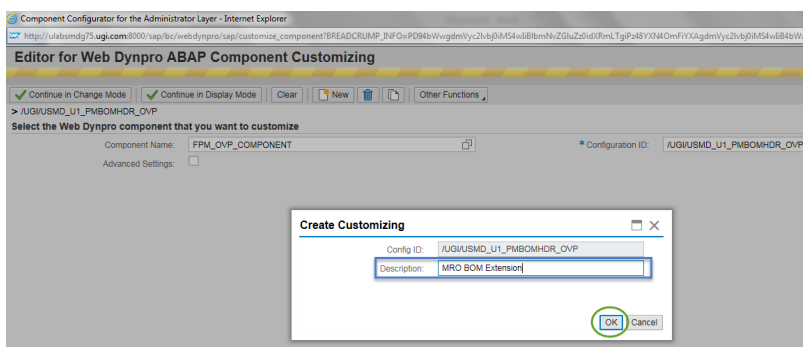 Component Configurator for the Administrator Layer - Internet Explorer
http://ulabsmdg75.ugi.com:8000/sap/bc/webdynpro/sap/customize_component?BREADCRUMP_INFO=
Editor for Web Dynpro ABAP Component Customizing
Continue in Change Mode Continue in Display Mode Clear New Other Functions
> /UGI/USMD_U1_PMBOMHDR_OVP
Select the Web Dynpro component that you want to customize
Component Name: FPM_OVP_COMPONENT * Configuration ID: /UGI/USMD_U1_PMBOMHDR_OVP
Advanced Settings:
Create Customizing
Config ID: /UGI/USMD_U1_PMBOMHDR_OVP
Description: MRO BOM Extension
OK Cancel